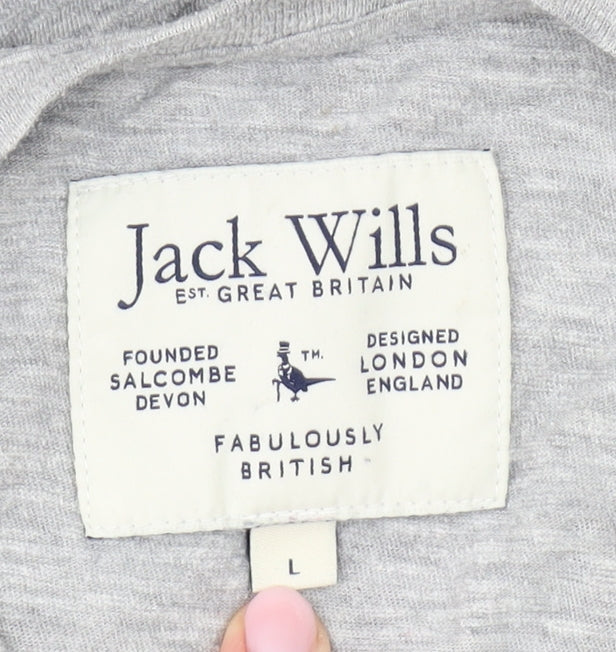 Jack Wills
EST. GREAT BRITAIN
FOUNDED
SALCOMBE
DEVON
TM.
DESIGNED
LONDON
ENGLAND
FABULOUSLY
BRITISH
L